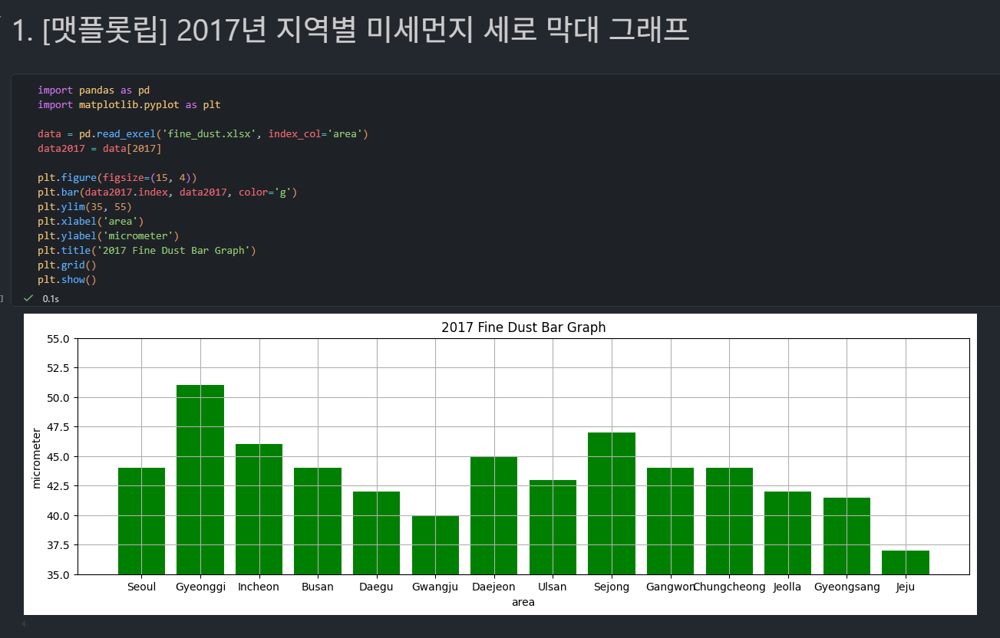 1. [맷플롯립] 2017년 지역별 미세먼지 세로 막대 그래프
import pandas as pd
import matplotlib.pyplot as plt
data = pd.read_excel('fine_dust.xlsx', index_col='area')
data2017 = data[2017]
plt.figure(figsize=(15, 4))
plt.bar(data2017.index, data2017, color='g')
plt.ylim(35, 55)
plt.xlabel('area')
plt.ylabel('micrometer')
plt.title('2017 Fine Dust Bar Graph')
plt.grid()
plt.show()
] ✓ 0.1s
2017 Fine Dust Bar Graph
55.0
52.5
50.0
47.5
45.0
42.5
40.0
37.5
35.0
micrometer
Seoul Gyeonggi Incheon Busan Daegu Gwangju Daejeon Ulsan Sejong Gangwon Chungcheong Jeolla Gyeongsang Jeju
area